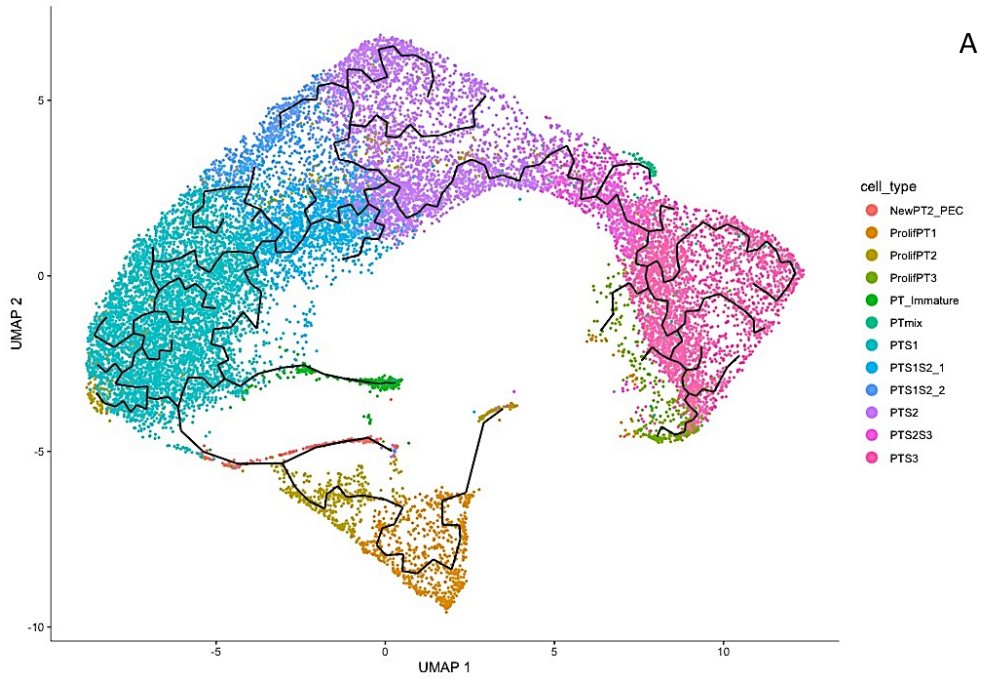 A
5
0
-5
-10
UMAP 2
-5
0
5
10
UMAP 1
cell_type
NewPT2_PEC
ProlifPT1
ProlifPT2
ProlifPT3
PT_Immature
PTmix
PTS1
PTS1S2_1
PTS1S2_2
PTS2
PTS2S3
PTS3